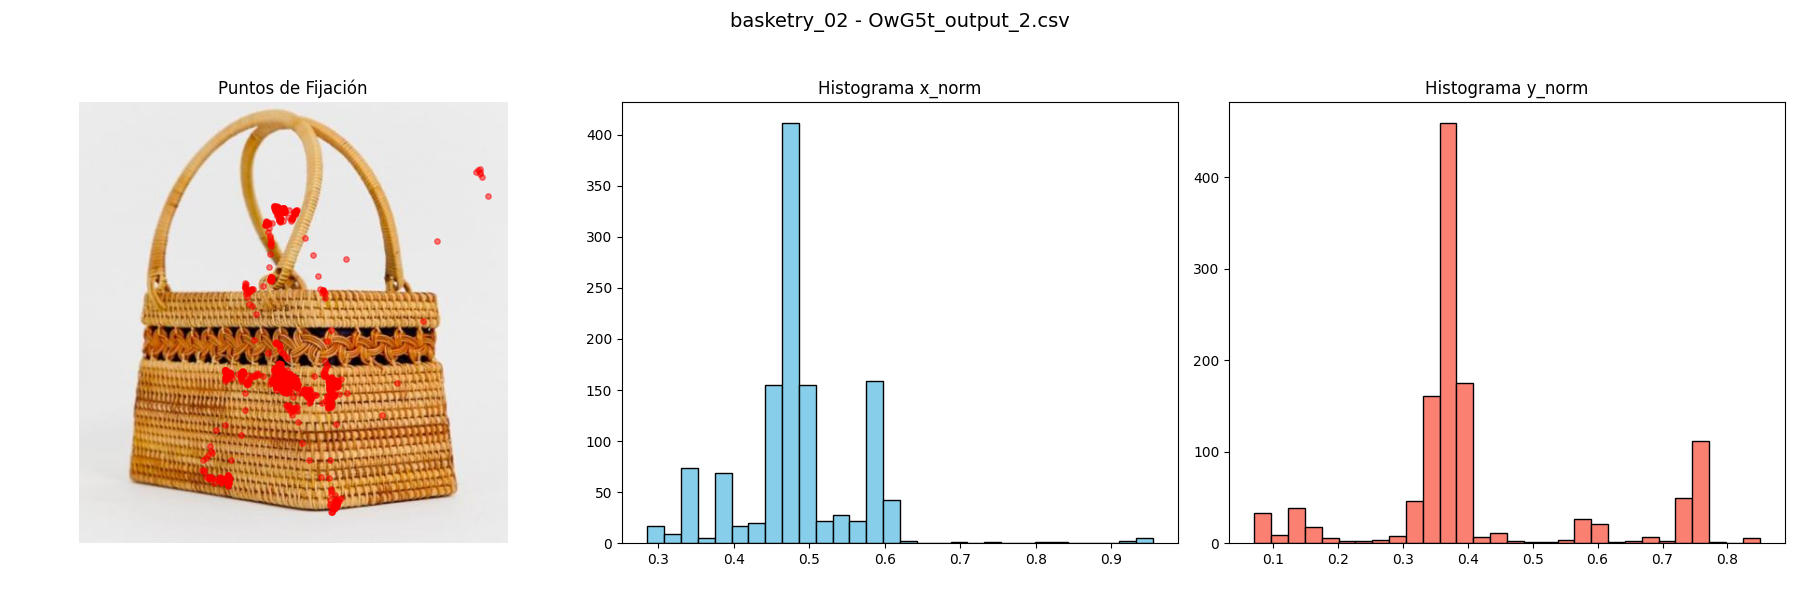 basketry_02 - OwG5t_output_2.csv
Puntos de Fijación
Histograma x_norm
Histograma y_norm
400
350
300
250
200
150
100
50
0
0.3 0.4 0.5 0.6 0.7 0.8 0.9
400
300
200
100
0
0.1 0.2 0.3 0.4 0.5 0.6 0.7 0.8